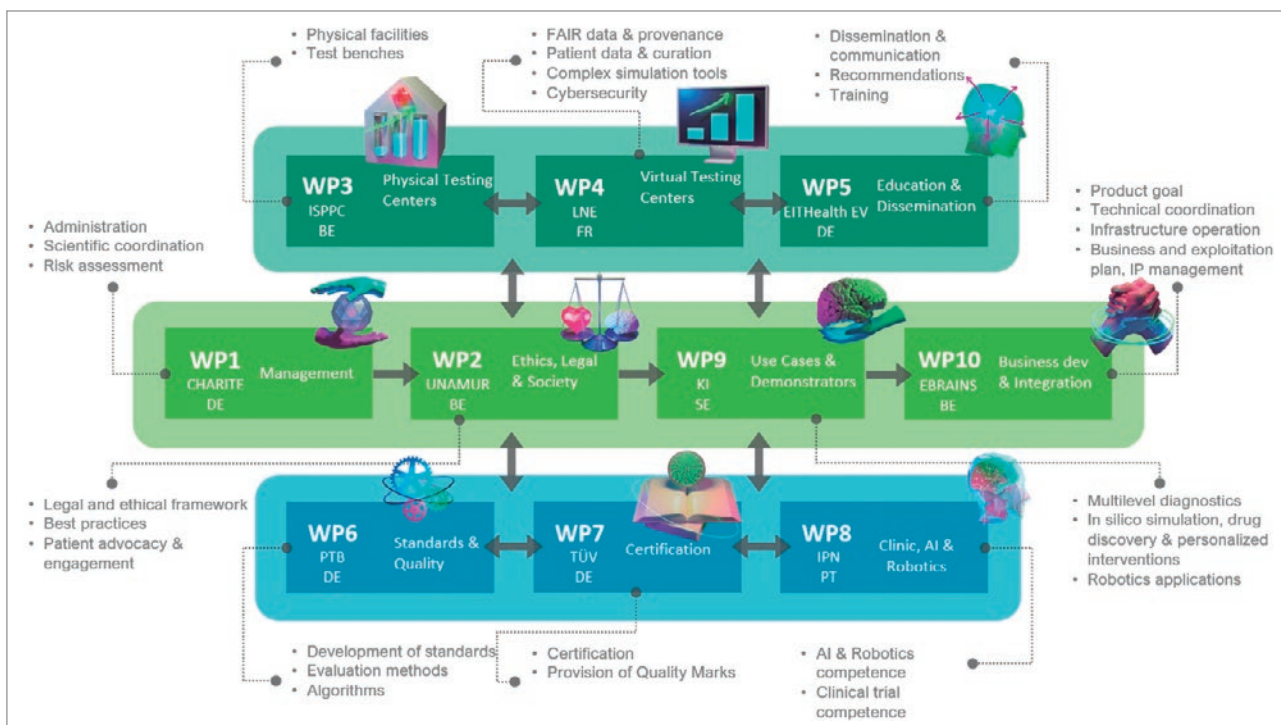 • Physical facilities
• Test benches
• FAIR data & provenance
• Patient data & curation
• Complex simulation tools
• Cybersecurity
• Dissemination &
communication
• Recommendations
• Training
WP3
ISPPC
BE
Physical Testing
Centers
WP4
LNE
FR
Virtual Testing
Centers
WP5
EITHealth EV
DE
Education &
Dissemination
• Administration
• Scientific coordination
• Risk assessment
• Product goal
• Technical coordination
• Infrastructure operation
• Business and exploitation
plan, IP management
WP1
CHARITE
DE
Management
WP2
UNAMUR
BE
Ethics, Legal
& Society
WP9
KI
SE
Use Cases &
Demonstrators
WP10
EBRAINS
BE
Business dev
& Integration
• Legal and ethical framework
• Best practices
• Patient advocacy &
engagement
WP6
PTB
DE
Standards &
Quality
WP7
TÜV
DE
Certification
WP8
IPN
PT
Clinic, AI &
Robotics
• Multilevel diagnostics
• In silico simulation, drug
discovery & personalized
interventions
• Robotics applications
• Development of standards
• Evaluation methods
• Algorithms
• Certification
• Provision of Quality Marks
• AI & Robotics
competence
• Clinical trial
competence